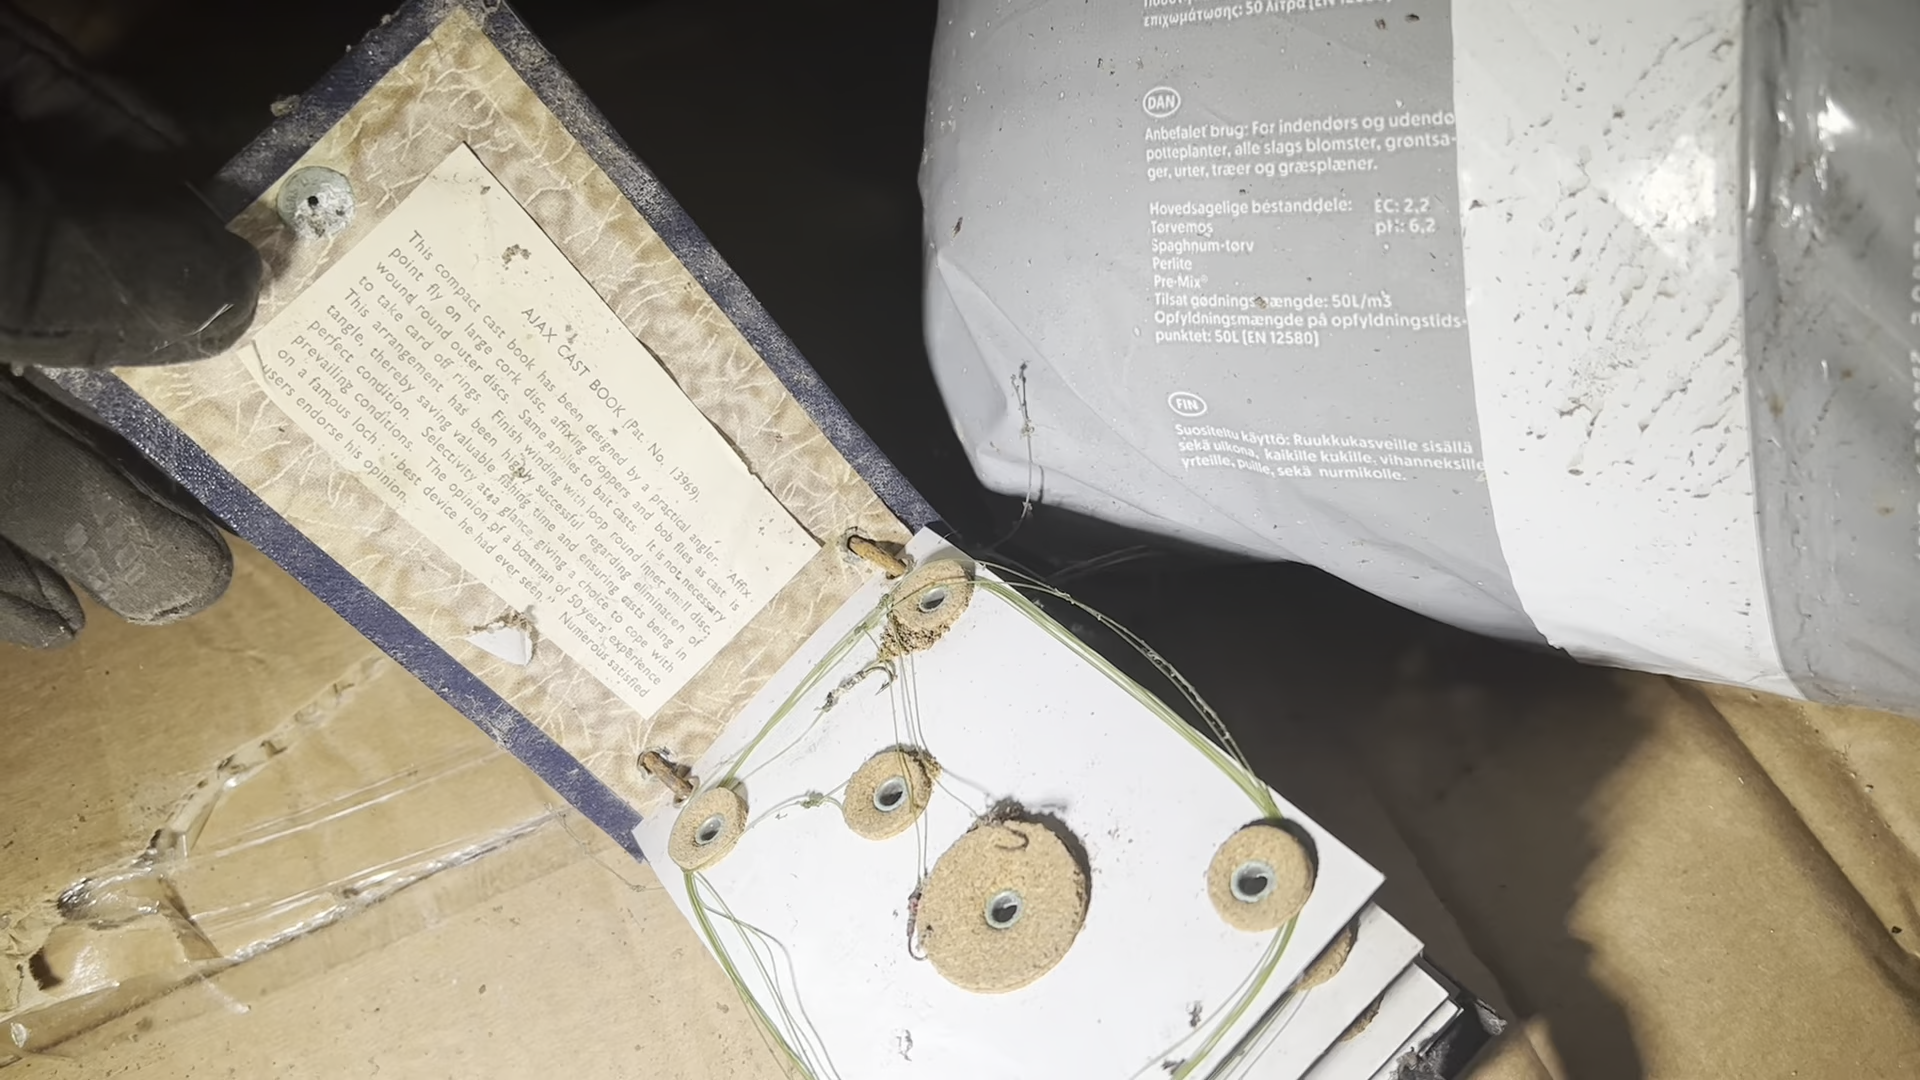 AJAX CAST BOOK (Pat. No. 13969).
This compact cast book has been designed by a practical angler. Affix
point fly on large cork disc, affixing droppers and bob flies as cast is
wound round outer discs. Same applies to bait casts. It is not necessary
to take card off rings. Finish winding with loop round inner small disc.
This arrangement has been highly successful regarding elimination of
tangle, thereby saving valuable fishing time and ensuring casts being in
perfect condition. Selectivity at a glance, giving a choice to cope with
prevailing conditions. The opinion of a boatman of 50 years' experience
on a famous loch: "best device he had ever seen." Numerous satisfied
users endorse his opinion.
επιχωμάτωσης: 50 λίτρα
DAN
Anbefalet brug: For indendørs og udendø
potteplanter, alle slags blomster, grøntsa-
ger, urter, træer og græsplæner.
Hovedsagelige bestanddele: EC: 2,2
Tørvemos pH: 6,2
Spaghnum-tørv
Perlite
Pre-Mix®
Tilsat gødningsmængde: 50L/m3
Opfyldningsmængde på opfyldningstids-
punktet: 50L [EN 12580]
FIN
Suositeltu käyttö: Ruukkukasveille sisällä
sekä ulkona, kaikille kukille, vihanneksille
yrteille, puille, sekä nurmikolle.